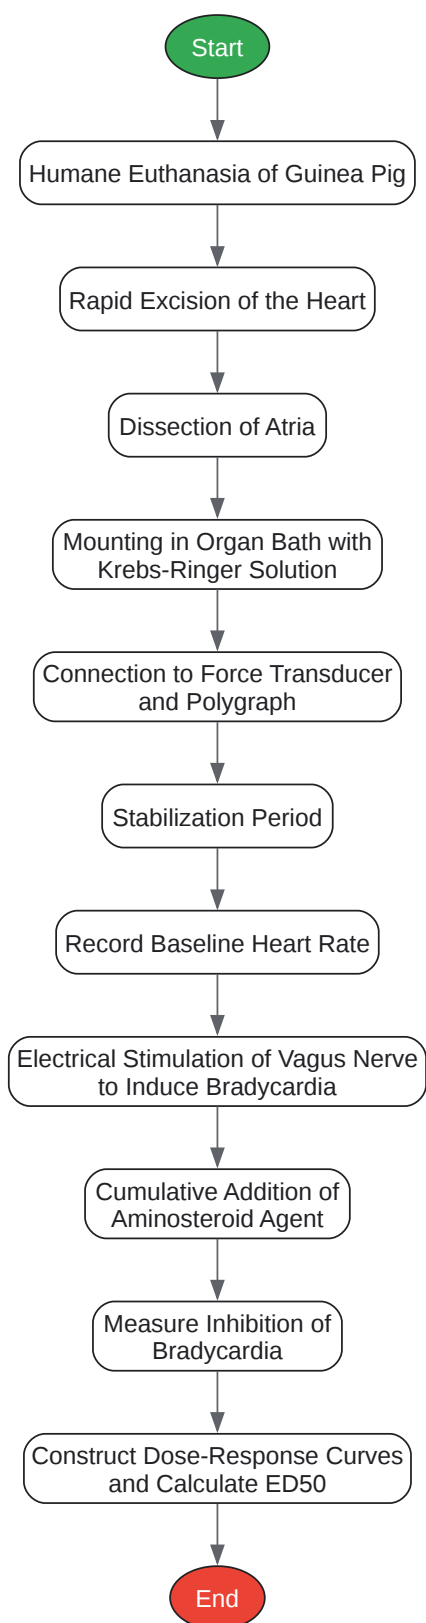 Start
Humane Euthanasia of Guinea Pig
Rapid Excision of the Heart
Dissection of Atria
Mounting in Organ Bath with
Krebs-Ringer Solution
Connection to Force Transducer
and Polygraph
Stabilization Period
Record Baseline Heart Rate
Electrical Stimulation of Vagus Nerve
to Induce Bradycardia
Cumulative Addition of
Aminosteroid Agent
Measure Inhibition of
Bradycardia
Construct Dose-Response Curves
and Calculate ED50
End